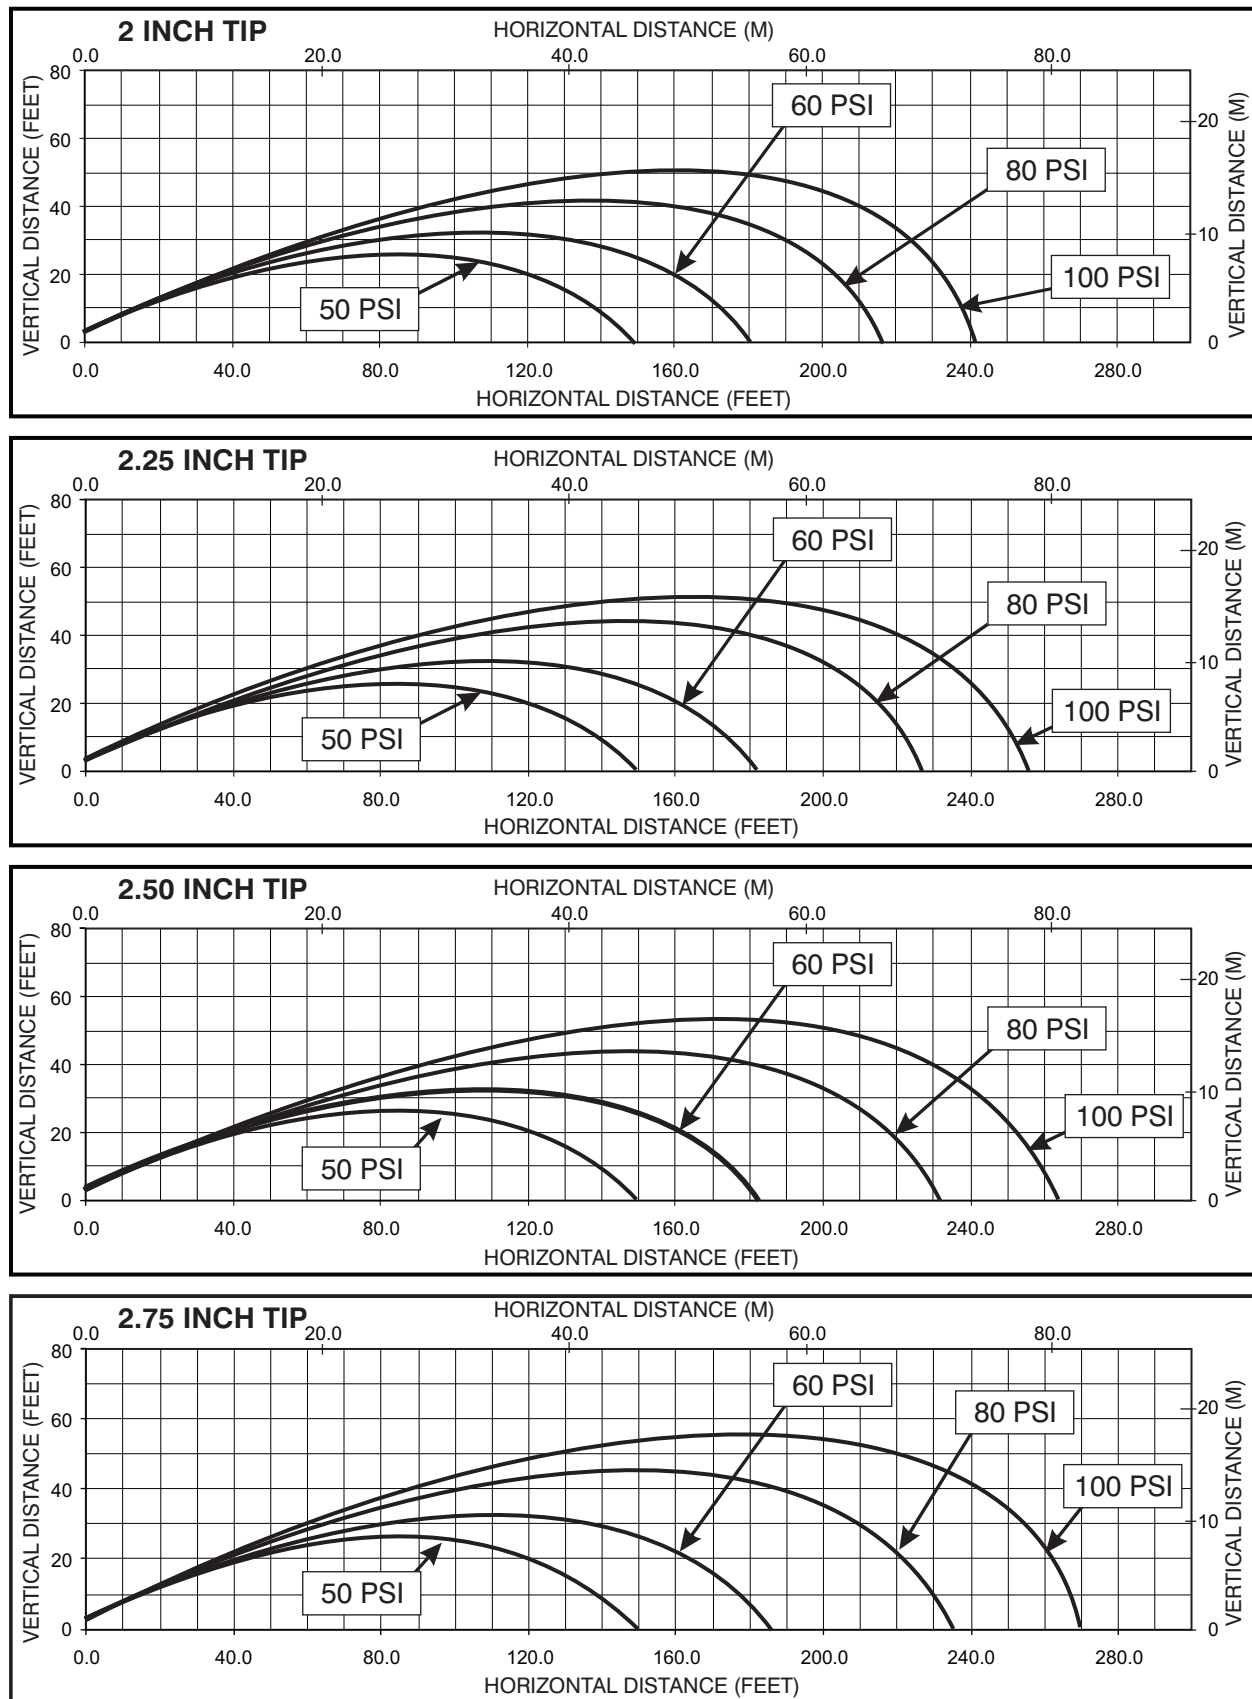 2 INCH TIP
HORIZONTAL DISTANCE (M)
0.0 20.0 40.0 60.0 80.0
VERTICAL DISTANCE (FEET)
80
60
40
20
0
60 PSI
80 PSI
100 PSI
50 PSI
20
10
0
VERTICAL DISTANCE (M)
0.0 40.0 80.0 120.0 160.0 200.0 240.0 280.0
HORIZONTAL DISTANCE (FEET)
2.25 INCH TIP
HORIZONTAL DISTANCE (M)
0.0 20.0 40.0 60.0 80.0
VERTICAL DISTANCE (FEET)
80
60
40
20
0
60 PSI
80 PSI
100 PSI
50 PSI
20
10
0
VERTICAL DISTANCE (M)
0.0 40.0 80.0 120.0 160.0 200.0 240.0 280.0
HORIZONTAL DISTANCE (FEET)
2.50 INCH TIP
HORIZONTAL DISTANCE (M)
0.0 20.0 40.0 60.0 80.0
VERTICAL DISTANCE (FEET)
80
60
40
20
0
60 PSI
80 PSI
100 PSI
50 PSI
20
10
0
VERTICAL DISTANCE (M)
0.0 40.0 80.0 120.0 160.0 200.0 240.0 280.0
HORIZONTAL DISTANCE (FEET)
2.75 INCH TIP
HORIZONTAL DISTANCE (M)
0.0 20.0 40.0 60.0 80.0
VERTICAL DISTANCE (FEET)
80
60
40
20
0
60 PSI
80 PSI
100 PSI
50 PSI
20
10
0
VERTICAL DISTANCE (M)
0.0 40.0 80.0 120.0 160.0 200.0 240.0 280.0
HORIZONTAL DISTANCE (FEET)